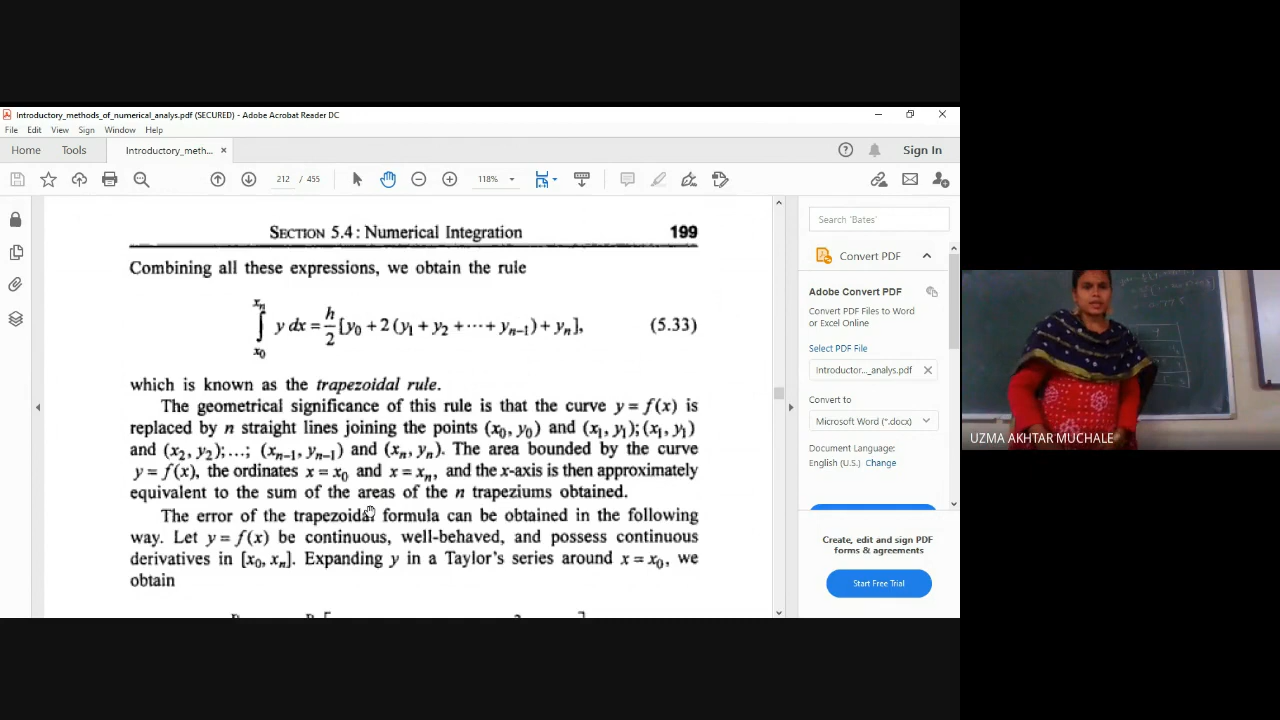 Introductory_methods_of_numerical_analys.pdf (SECURED) - Adobe Acrobat Reader DC
File Edit View Sign Window Help
Home Tools Introductory_meth... × Sign In
212 / 455 118%
SECTION 5.4 : Numerical Integration 199
Combining all these expressions, we obtain the rule
∫_{x_0}^{x_n} y dx = h/2 [y_0 + 2 (y_1 + y_2 + ··· + y_{n-1}) + y_n], (5.33)
which is known as the trapezoidal rule.
The geometrical significance of this rule is that the curve y = f(x) is
replaced by n straight lines joining the points (x_0, y_0) and (x_1, y_1); (x_1, y_1)
and (x_2, y_2); ...; (x_{n-1}, y_{n-1}) and (x_n, y_n). The area bounded by the curve
y = f(x), the ordinates x = x_0 and x = x_n, and the x-axis is then approximately
equivalent to the sum of the areas of the n trapeziums obtained.
The error of the trapezoidal formula can be obtained in the following
way. Let y = f(x) be continuous, well-behaved, and possess continuous
derivatives in [x_0, x_n]. Expanding y in a Taylor's series around x = x_0, we
obtain
Search 'Bates'
Convert PDF
Adobe Convert PDF
Convert PDF Files to Word
or Excel Online
Select PDF File
Introductor..._analys.pdf
Convert to
Microsoft Word (*.docx)
Document Language:
English (U.S.) Change
Create, edit and sign PDF
forms & agreements
Start Free Trial
UZMA AKHTAR MUCHALE